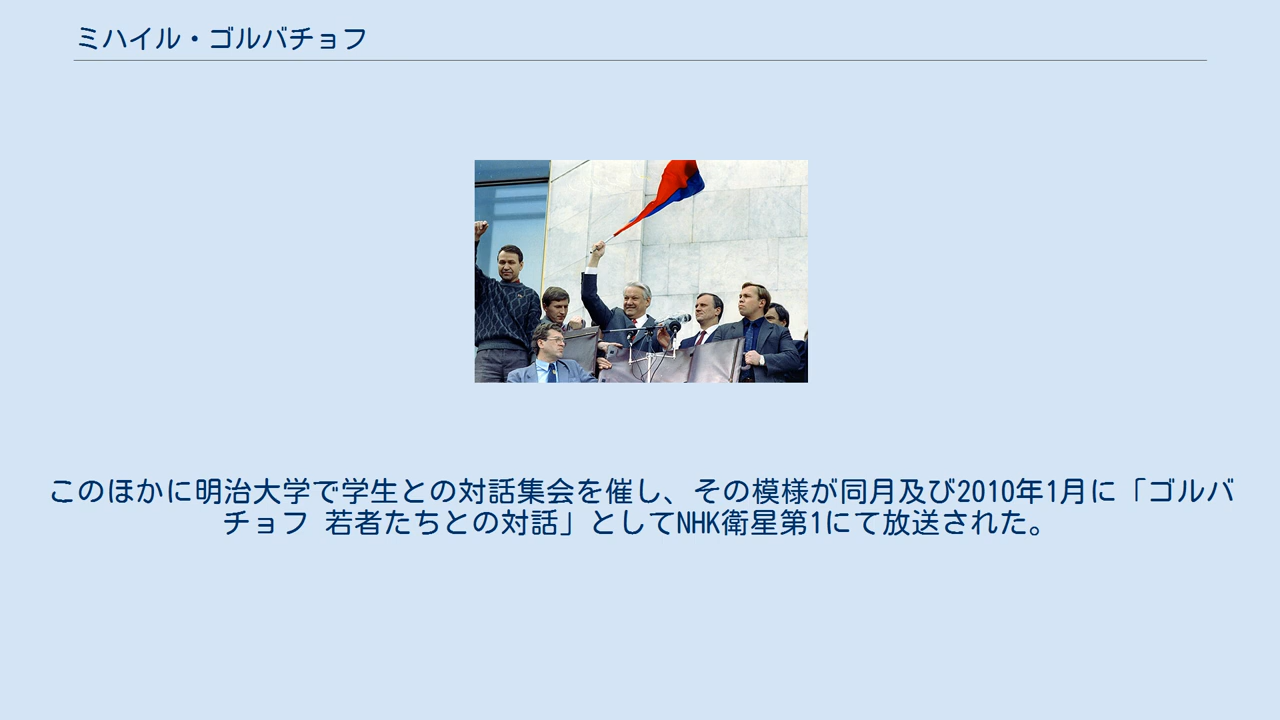 ミハイル・ゴルバチョフ
このほかに明治大学で学生との対話集会を催し、その模様が同月及び2010年1月に「ゴルバ
チョフ 若者たちとの対話」としてNHK衛星第1にて放送された。